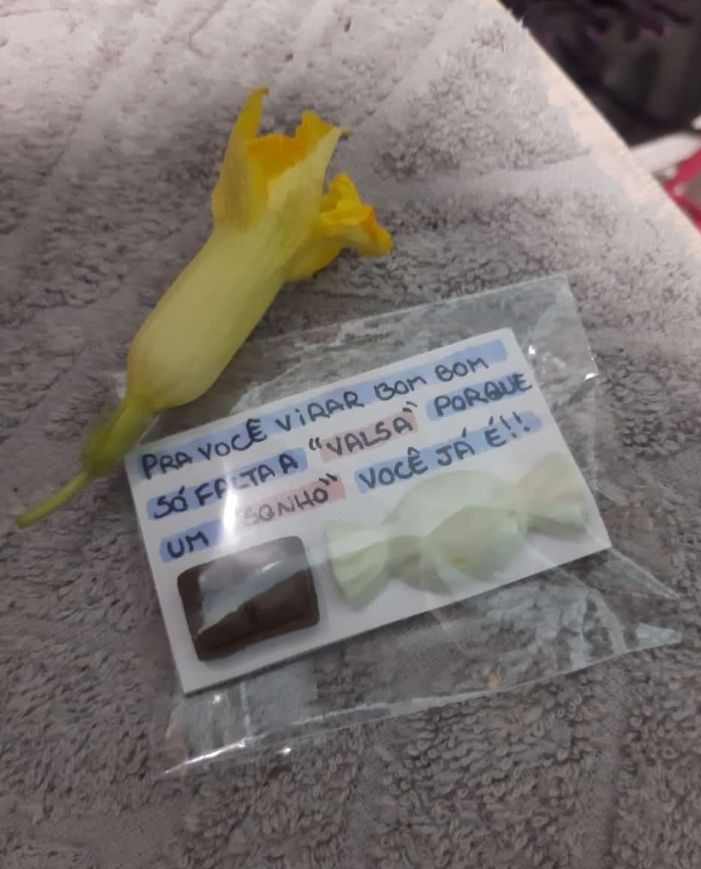 PRA VOCÊ VIRAR BOM BOM
SÓ FALTA A "VALSA" PORQUE
UM "SONHO" VOCÊ JÁ É!!